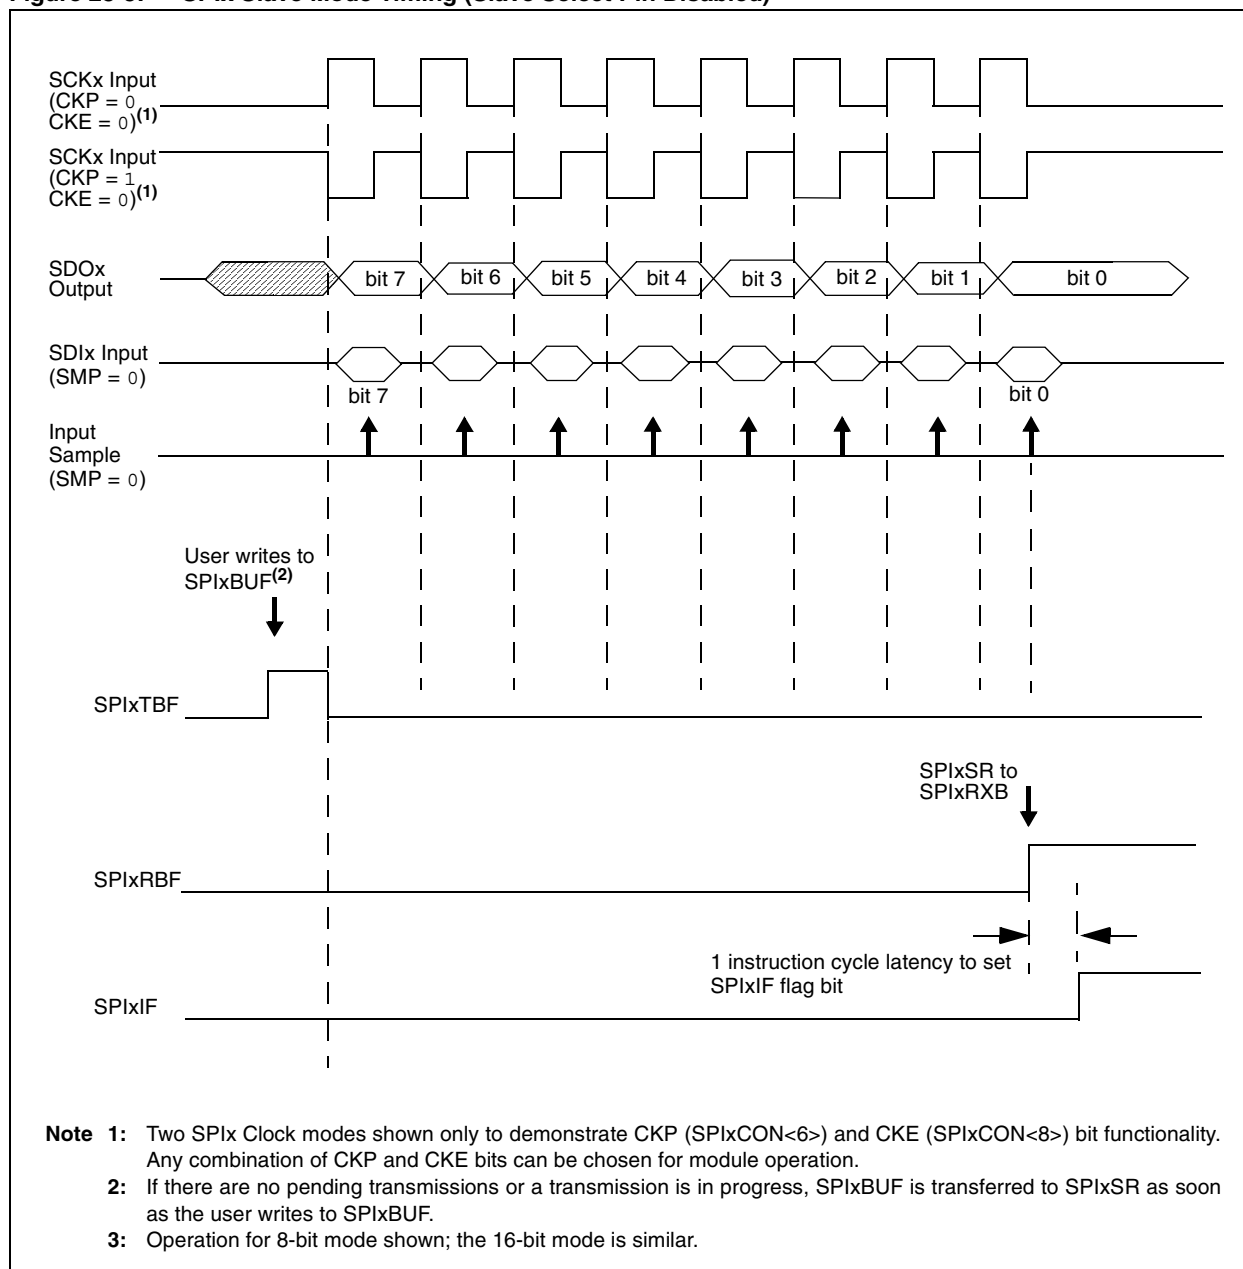 SCKx Input
(CKP = 0
CKE = 0)(1)
SCKx Input
(CKP = 1
CKE = 0)(1)
SDOx
Output
bit 7 bit 6 bit 5 bit 4 bit 3 bit 2 bit 1 bit 0
SDIx Input
(SMP = 0)
bit 7 bit 0
Input
Sample
(SMP = 0)
User writes to
SPIxBUF(2)
SPIxTBF
SPIxSR to
SPIxRXB
SPIxRBF
1 instruction cycle latency to set
SPIxIF flag bit
SPIxIF
Note 1: Two SPIx Clock modes shown only to demonstrate CKP (SPIxCON<6>) and CKE (SPIxCON<8>) bit functionality.
Any combination of CKP and CKE bits can be chosen for module operation.
2: If there are no pending transmissions or a transmission is in progress, SPIxBUF is transferred to SPIxSR as soon
as the user writes to SPIxBUF.
3: Operation for 8-bit mode shown; the 16-bit mode is similar.